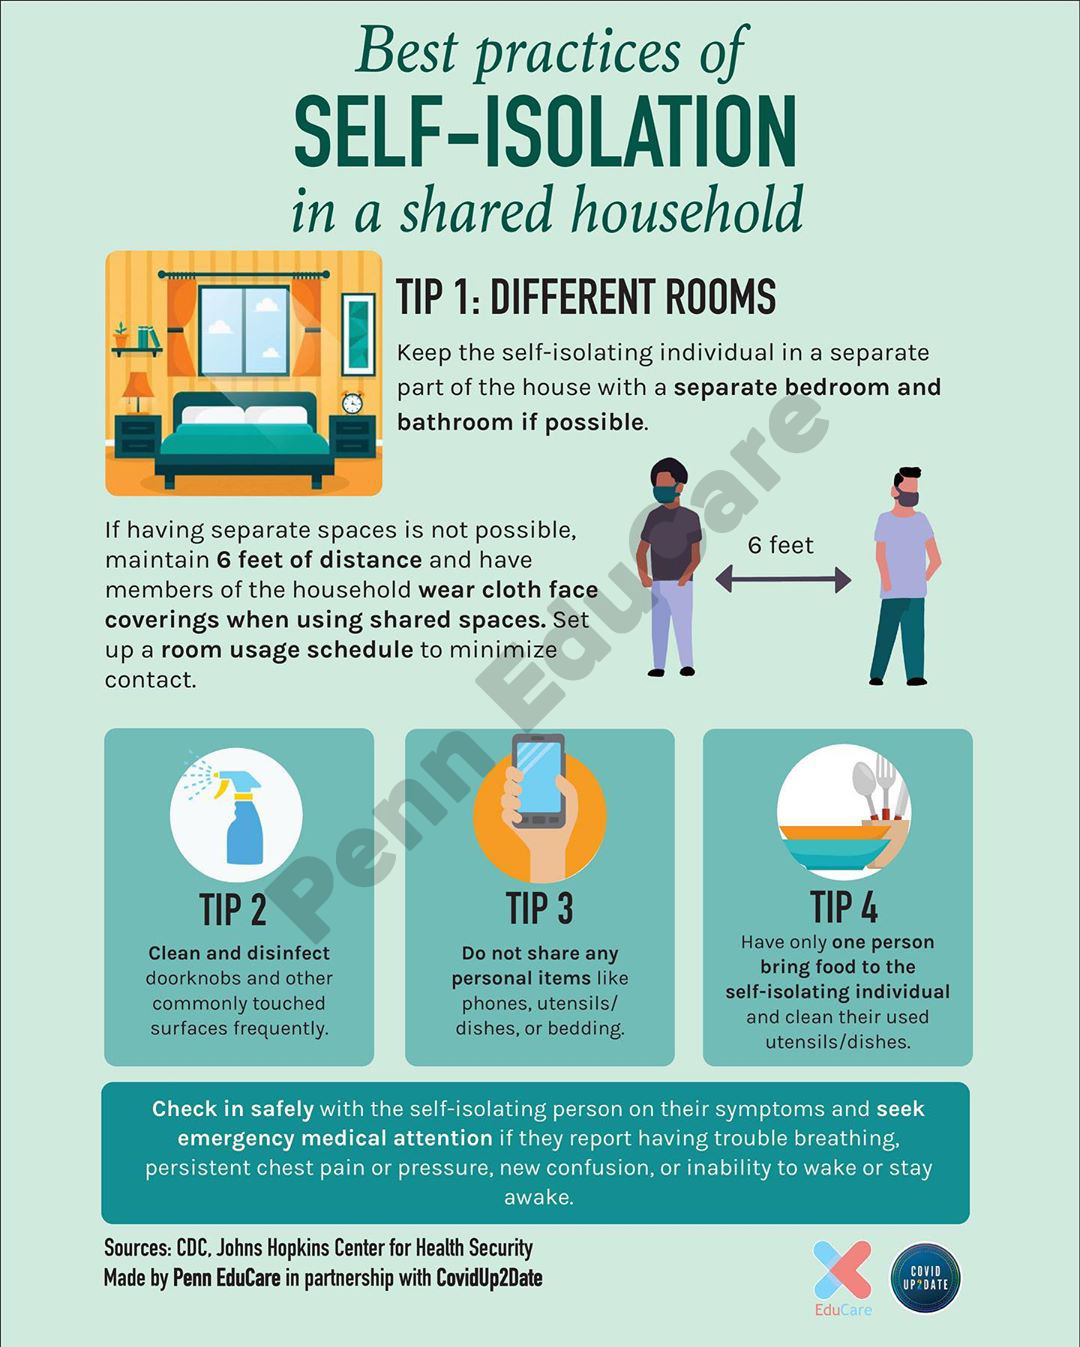 Best practices of
SELF-ISOLATION
in a shared household
TIP 1: DIFFERENT ROOMS
Keep the self-isolating individual in a separate
part of the house with a separate bedroom and
bathroom if possible.
If having separate spaces is not possible,
maintain 6 feet of distance and have
members of the household wear cloth face
coverings when using shared spaces. Set
up a room usage schedule to minimize
contact.
6 feet
TIP 2
Clean and disinfect
doorknobs and other
commonly touched
surfaces frequently.
TIP 3
Do not share any
personal items like
phones, utensils/
dishes, or bedding.
TIP 4
Have only one person
bring food to the
self-isolating individual
and clean their used
utensils/dishes.
Check in safely with the self-isolating person on their symptoms and seek
emergency medical attention if they report having trouble breathing,
persistent chest pain or pressure, new confusion, or inability to wake or stay
awake.
Sources: CDC, Johns Hopkins Center for Health Security
Made by Penn EduCare in partnership with CovidUp2Date
EduCare
COVID
UP2DATE
Penn EduCare